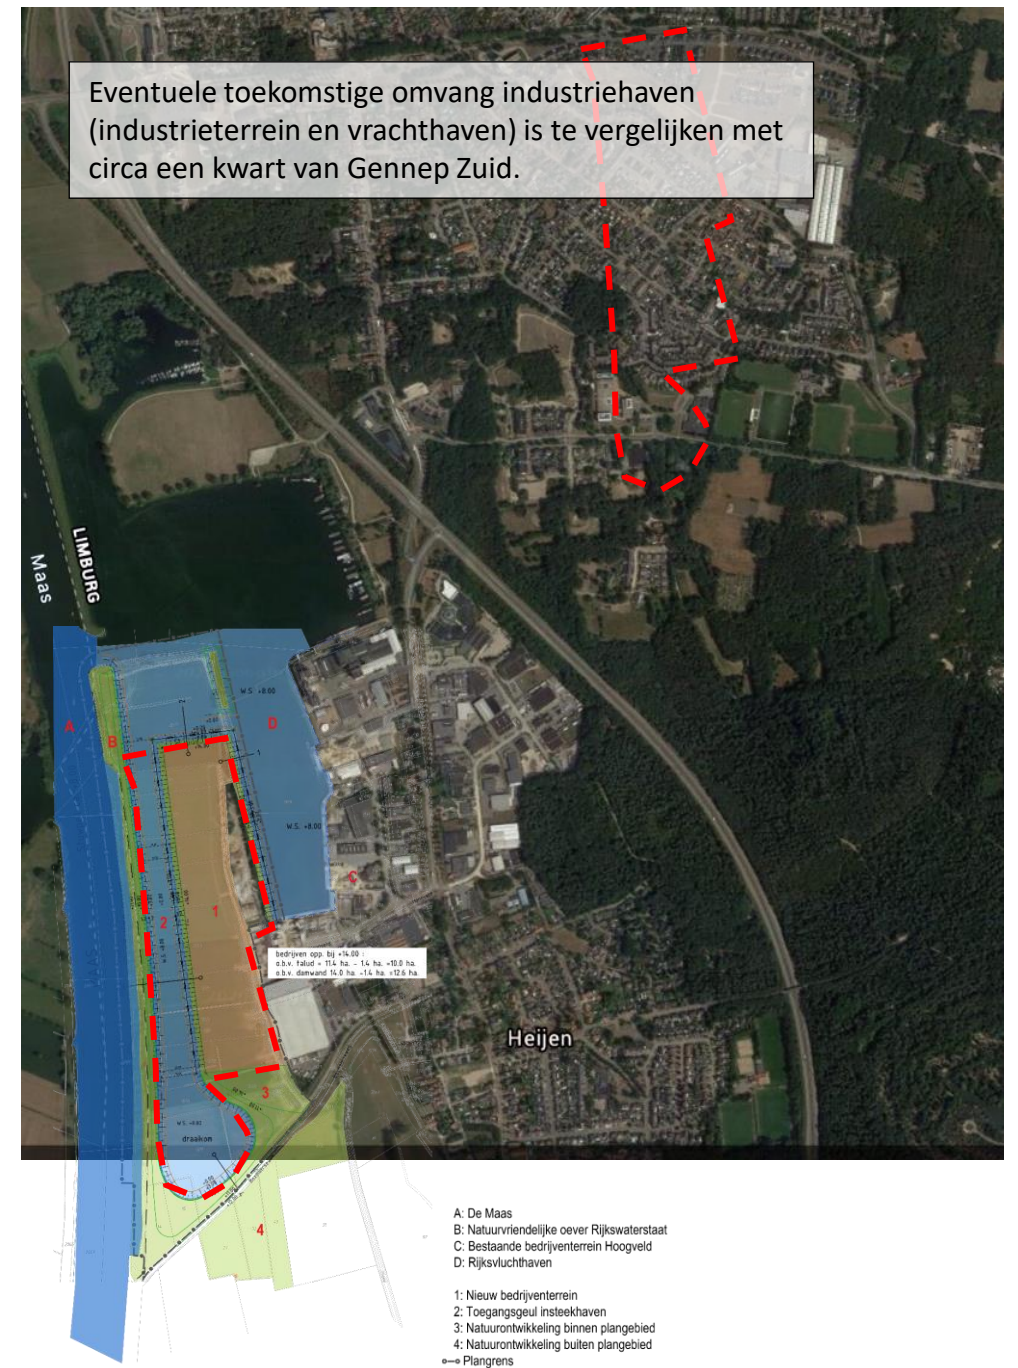 Eventuele toekomstige omvang industriehaven
(industrieterrein en vrachthaven) is te vergelijken met
circa een kwart van Gennep Zuid.
LIMBURG
Maas
W.S. +8.00
A
B
D
2
1
W.S. +8.00
C
1
2
bedrijven opp. bij +14.00 :
o.b.v. talud = 11.4 ha. - 1.4 ha. =10.0 ha.
o.b.v. damwand 14.0 ha. -1.4 ha. =12.6 ha.
Heijen
3
draaikom
4
A: De Maas
B: Natuurvriendelijke oever Rijkswaterstaat
C: Bestaande bedrijventerrein Hoogveld
D: Rijksvluchthaven
1: Nieuw bedrijventerrein
2: Toegangsgeul insteekhaven
3: Natuurontwikkeling binnen plangebied
4: Natuurontwikkeling buiten plangebied
Plangrens